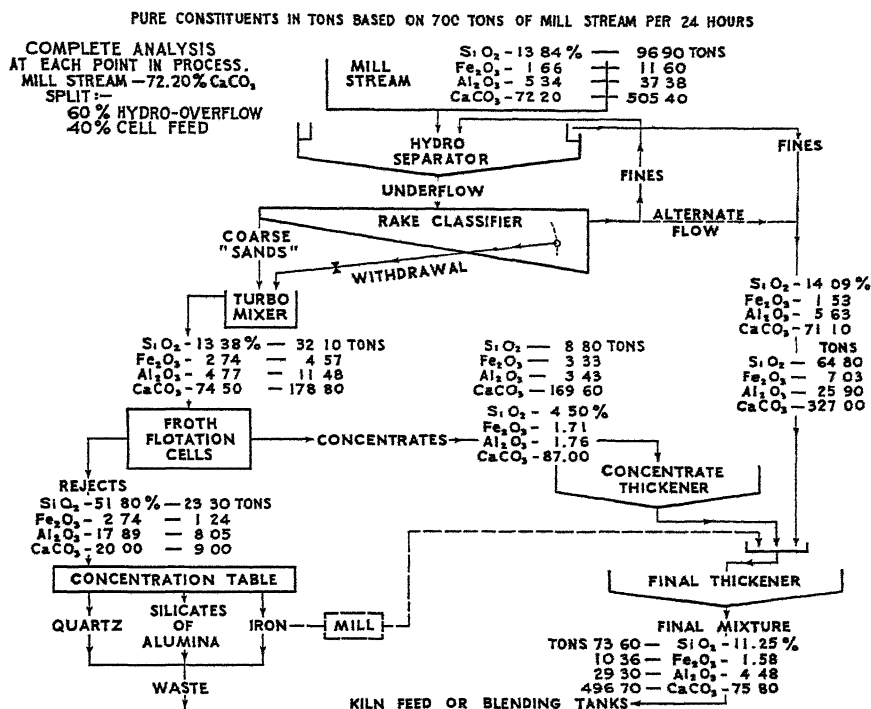 PURE CONSTITUENTS IN TONS BASED ON 700 TONS OF MILL STREAM PER 24 HOURS
COMPLETE ANALYSIS
AT EACH POINT IN PROCESS.
MILL STREAM — 72.20% CaCO₃
SPLIT:—
60% HYDRO-OVERFLOW
40% CELL FEED
MILL
STREAM
SiO₂ - 13 84 % — 96 90 TONS
Fe₂O₃ - 1 66 — 11 60
Al₂O₃ - 5 34 — 37 38
CaCO₃ - 72 20 — 505 40
HYDRO
SEPARATOR
FINES
FINES
UNDERFLOW
RAKE CLASSIFIER
ALTERNATE
FLOW
COARSE
"SANDS"
WITHDRAWAL
TURBO
MIXER
SiO₂ - 14 09 %
Fe₂O₃ - 1 53
Al₂O₃ - 5 63
CaCO₃ - 71 10
TONS
SiO₂ — 64 80
Fe₂O₃ — 7 03
Al₂O₃ — 25 90
CaCO₃ — 327 00
SiO₂ - 13 38 % — 32 10 TONS
Fe₂O₃ - 2 74 — 4 57
Al₂O₃ - 4 77 — 11 48
CaCO₃ - 74 50 — 178 80
SiO₂ — 8 80 TONS
Fe₂O₃ — 3 33
Al₂O₃ — 3 43
CaCO₃ — 169 60
SiO₂ - 4 50 %
Fe₂O₃ - 1.71
Al₂O₃ - 1.76
CaCO₃ - 87.00
FROTH
FLOTATION
CELLS
CONCENTRATES
CONCENTRATE
THICKENER
REJECTS
SiO₂ - 51 80 % — 23 30 TONS
Fe₂O₃ - 2 74 — 1 24
Al₂O₃ - 17 89 — 8 05
CaCO₃ - 20 00 — 9 00
CONCENTRATION TABLE
FINAL THICKENER
QUARTZ
SILICATES
OF
ALUMINA
IRON
MILL
WASTE
FINAL MIXTURE
TONS 73 60 — SiO₂ - 11.25 %
10 36 — Fe₂O₃ - 1.58
29 30 — Al₂O₃ - 4 48
496 70 — CaCO₃ - 75 80
KILN FEED OR BLENDING TANKS